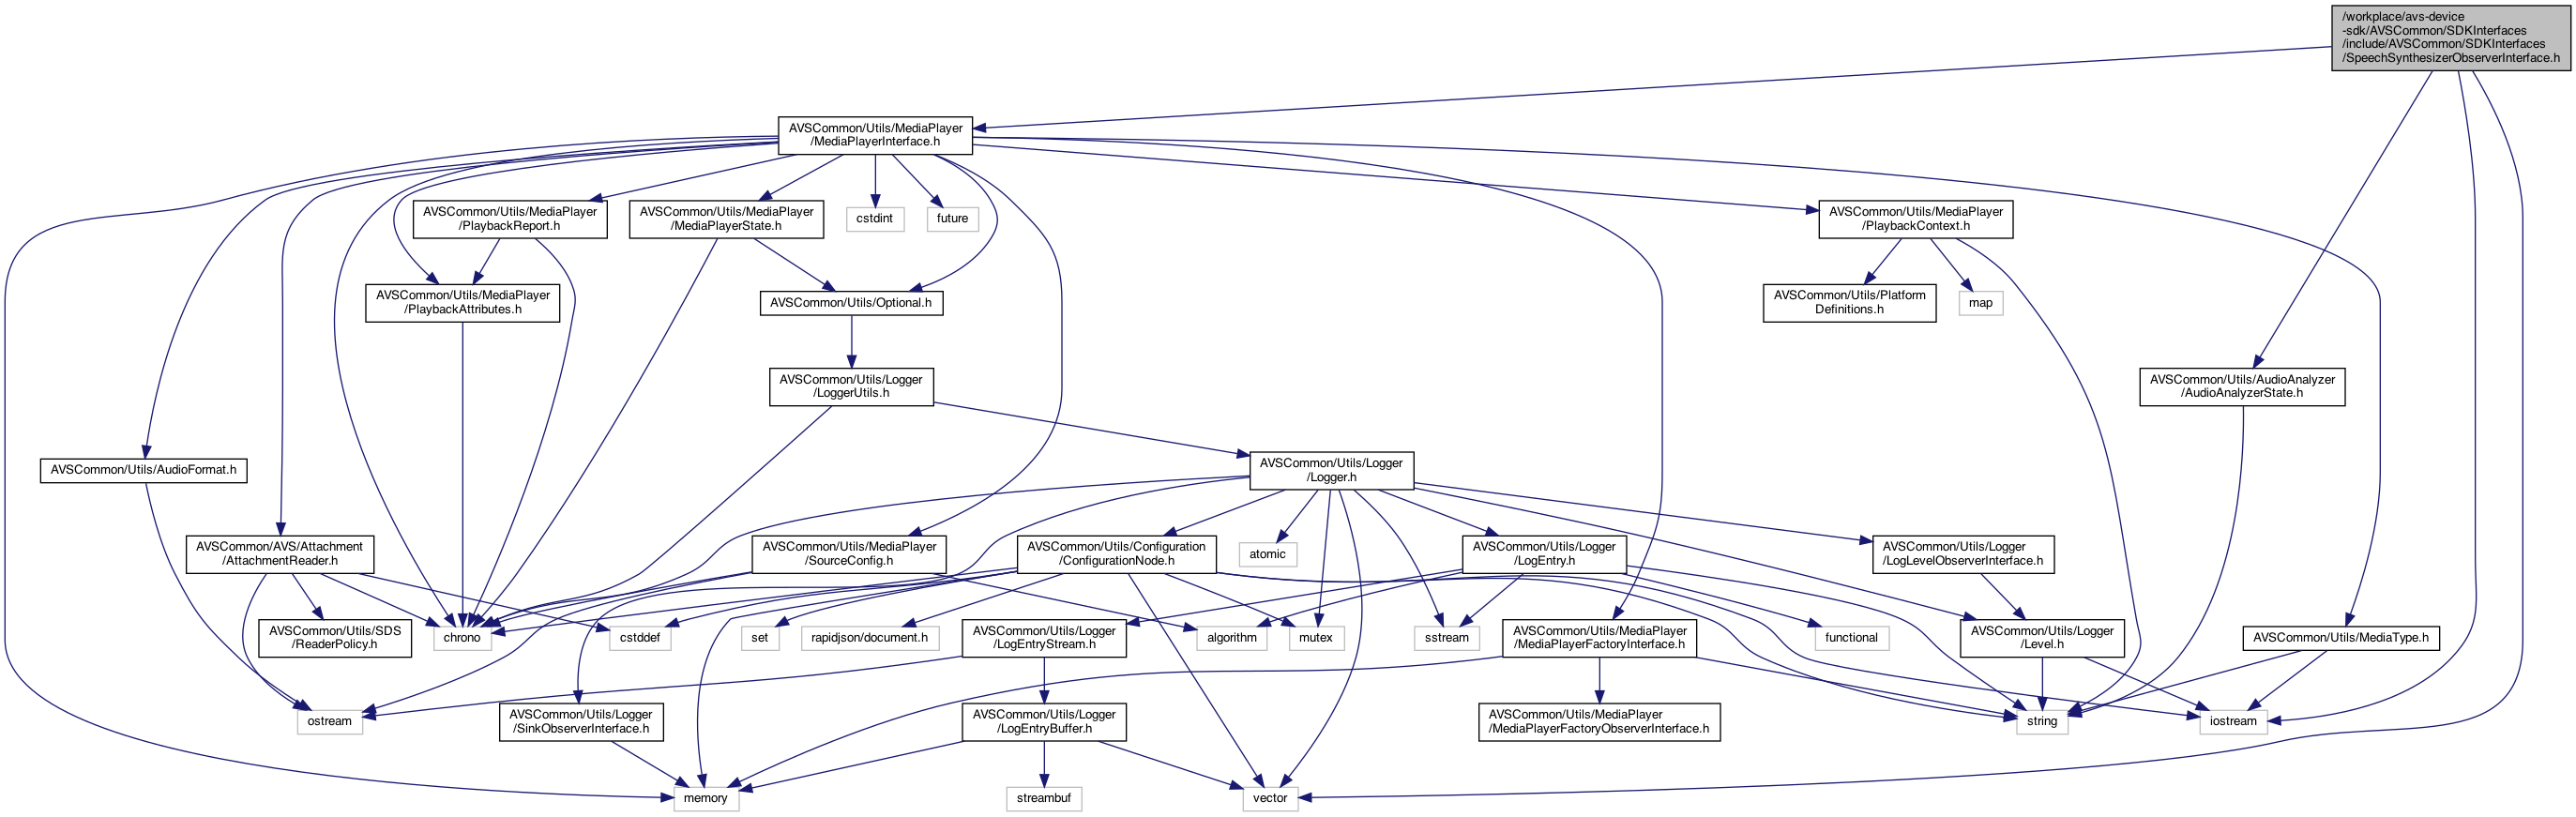 /workplace/avs-device
-sdk/AVSCommon/SDKInterfaces
/include/AVSCommon/SDKInterfaces
/SpeechSynthesizerObserverInterface.h
AVSCommon/Utils/MediaPlayer
/MediaPlayerInterface.h
AVSCommon/Utils/MediaPlayer
/PlaybackReport.h
AVSCommon/Utils/MediaPlayer
/MediaPlayerState.h
cstdint
future
AVSCommon/Utils/MediaPlayer
/PlaybackContext.h
AVSCommon/Utils/MediaPlayer
/PlaybackAttributes.h
AVSCommon/Utils/Optional.h
AVSCommon/Utils/Platform
Definitions.h
map
AVSCommon/Utils/Logger
/LoggerUtils.h
AVSCommon/Utils/AudioAnalyzer
/AudioAnalyzerState.h
AVSCommon/Utils/AudioFormat.h
AVSCommon/Utils/Logger
/Logger.h
AVSCommon/AVS/Attachment
/AttachmentReader.h
AVSCommon/Utils/MediaPlayer
/SourceConfig.h
AVSCommon/Utils/Configuration
/ConfigurationNode.h
atomic
AVSCommon/Utils/Logger
/LogEntry.h
AVSCommon/Utils/Logger
/LogLevelObserverInterface.h
AVSCommon/Utils/SDS
/ReaderPolicy.h
chrono
cstddef
set
rapidjson/document.h
AVSCommon/Utils/Logger
/LogEntryStream.h
algorithm
mutex
sstream
AVSCommon/Utils/MediaPlayer
/MediaPlayerFactoryInterface.h
functional
AVSCommon/Utils/Logger
/Level.h
AVSCommon/Utils/MediaType.h
ostream
AVSCommon/Utils/Logger
/SinkObserverInterface.h
AVSCommon/Utils/Logger
/LogEntryBuffer.h
AVSCommon/Utils/MediaPlayer
/MediaPlayerFactoryObserverInterface.h
string
iostream
memory
streambuf
vector